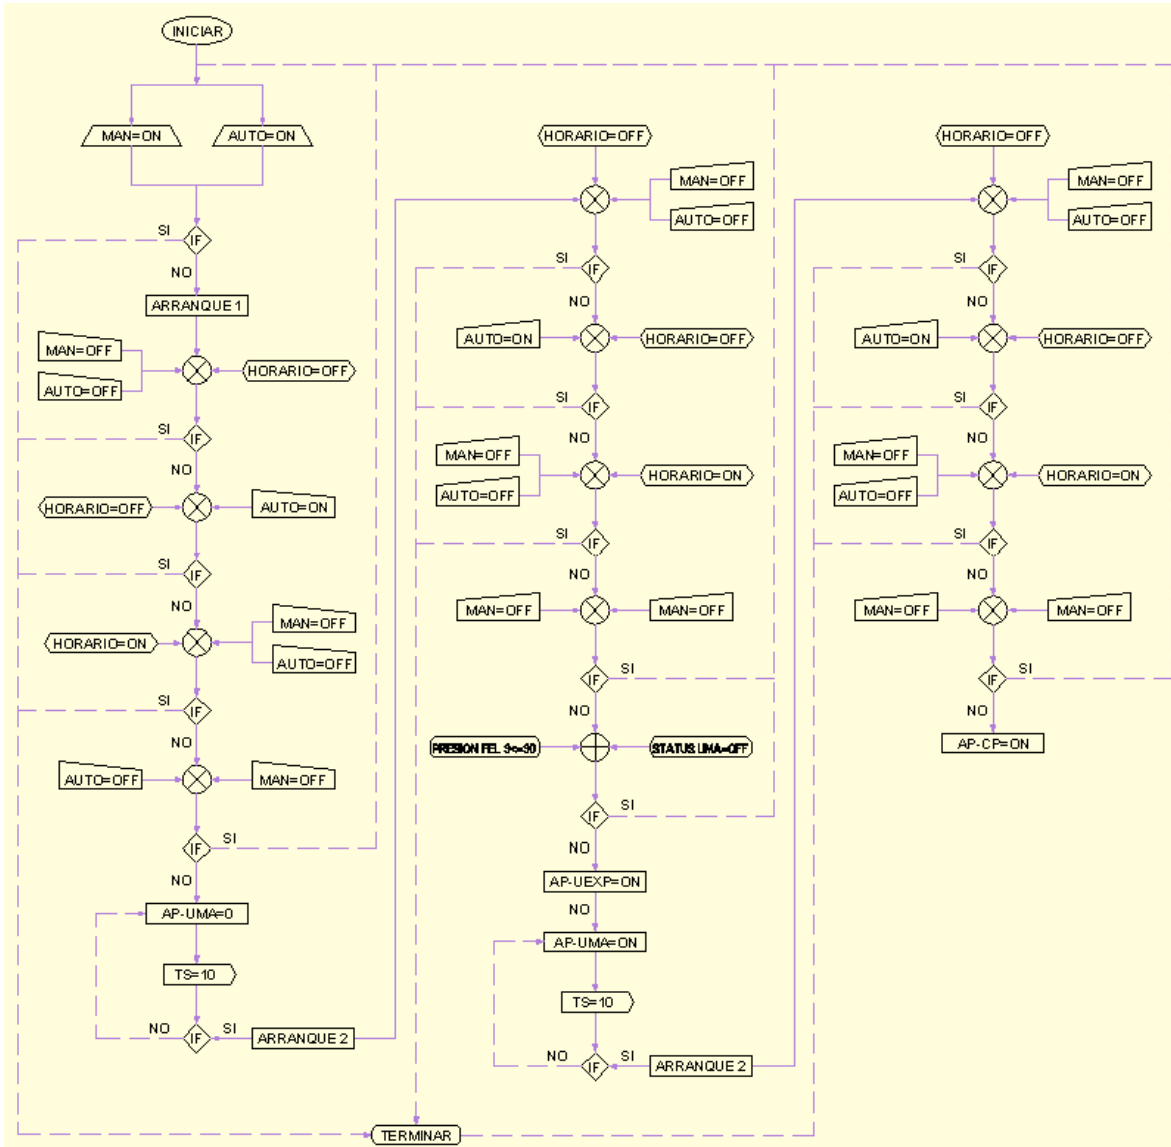 INICIAR
MAN=ON
AUTO=ON
SI
IF
NO
ARRANQUE 1
MAN=OFF
AUTO=OFF
HORARIO=OFF
SI
IF
NO
HORARIO=OFF
AUTO=ON
SI
IF
NO
HORARIO=ON
MAN=OFF
AUTO=OFF
SI
IF
NO
AUTO=OFF
MAN=OFF
IF
SI
NO
AP-UMA=0
TS=10
NO
IF
SI
ARRANQUE 2
HORARIO=OFF
MAN=OFF
AUTO=OFF
SI
IF
NO
AUTO=ON
HORARIO=OFF
SI
IF
NO
MAN=OFF
AUTO=OFF
HORARIO=ON
SI
IF
NO
MAN=OFF
MAN=OFF
IF
SI
NO
PRESION FEL 3<=90
STATUS UMA=OFF
IF
SI
NO
AP-UEXP=ON
NO
AP-UMA=ON
TS=10
NO
IF
SI
ARRANQUE 2
HORARIO=OFF
MAN=OFF
AUTO=OFF
SI
IF
NO
AUTO=ON
HORARIO=OFF
SI
IF
NO
MAN=OFF
AUTO=OFF
HORARIO=ON
SI
IF
NO
MAN=OFF
MAN=OFF
IF
SI
NO
AP-CP=ON
TERMINAR